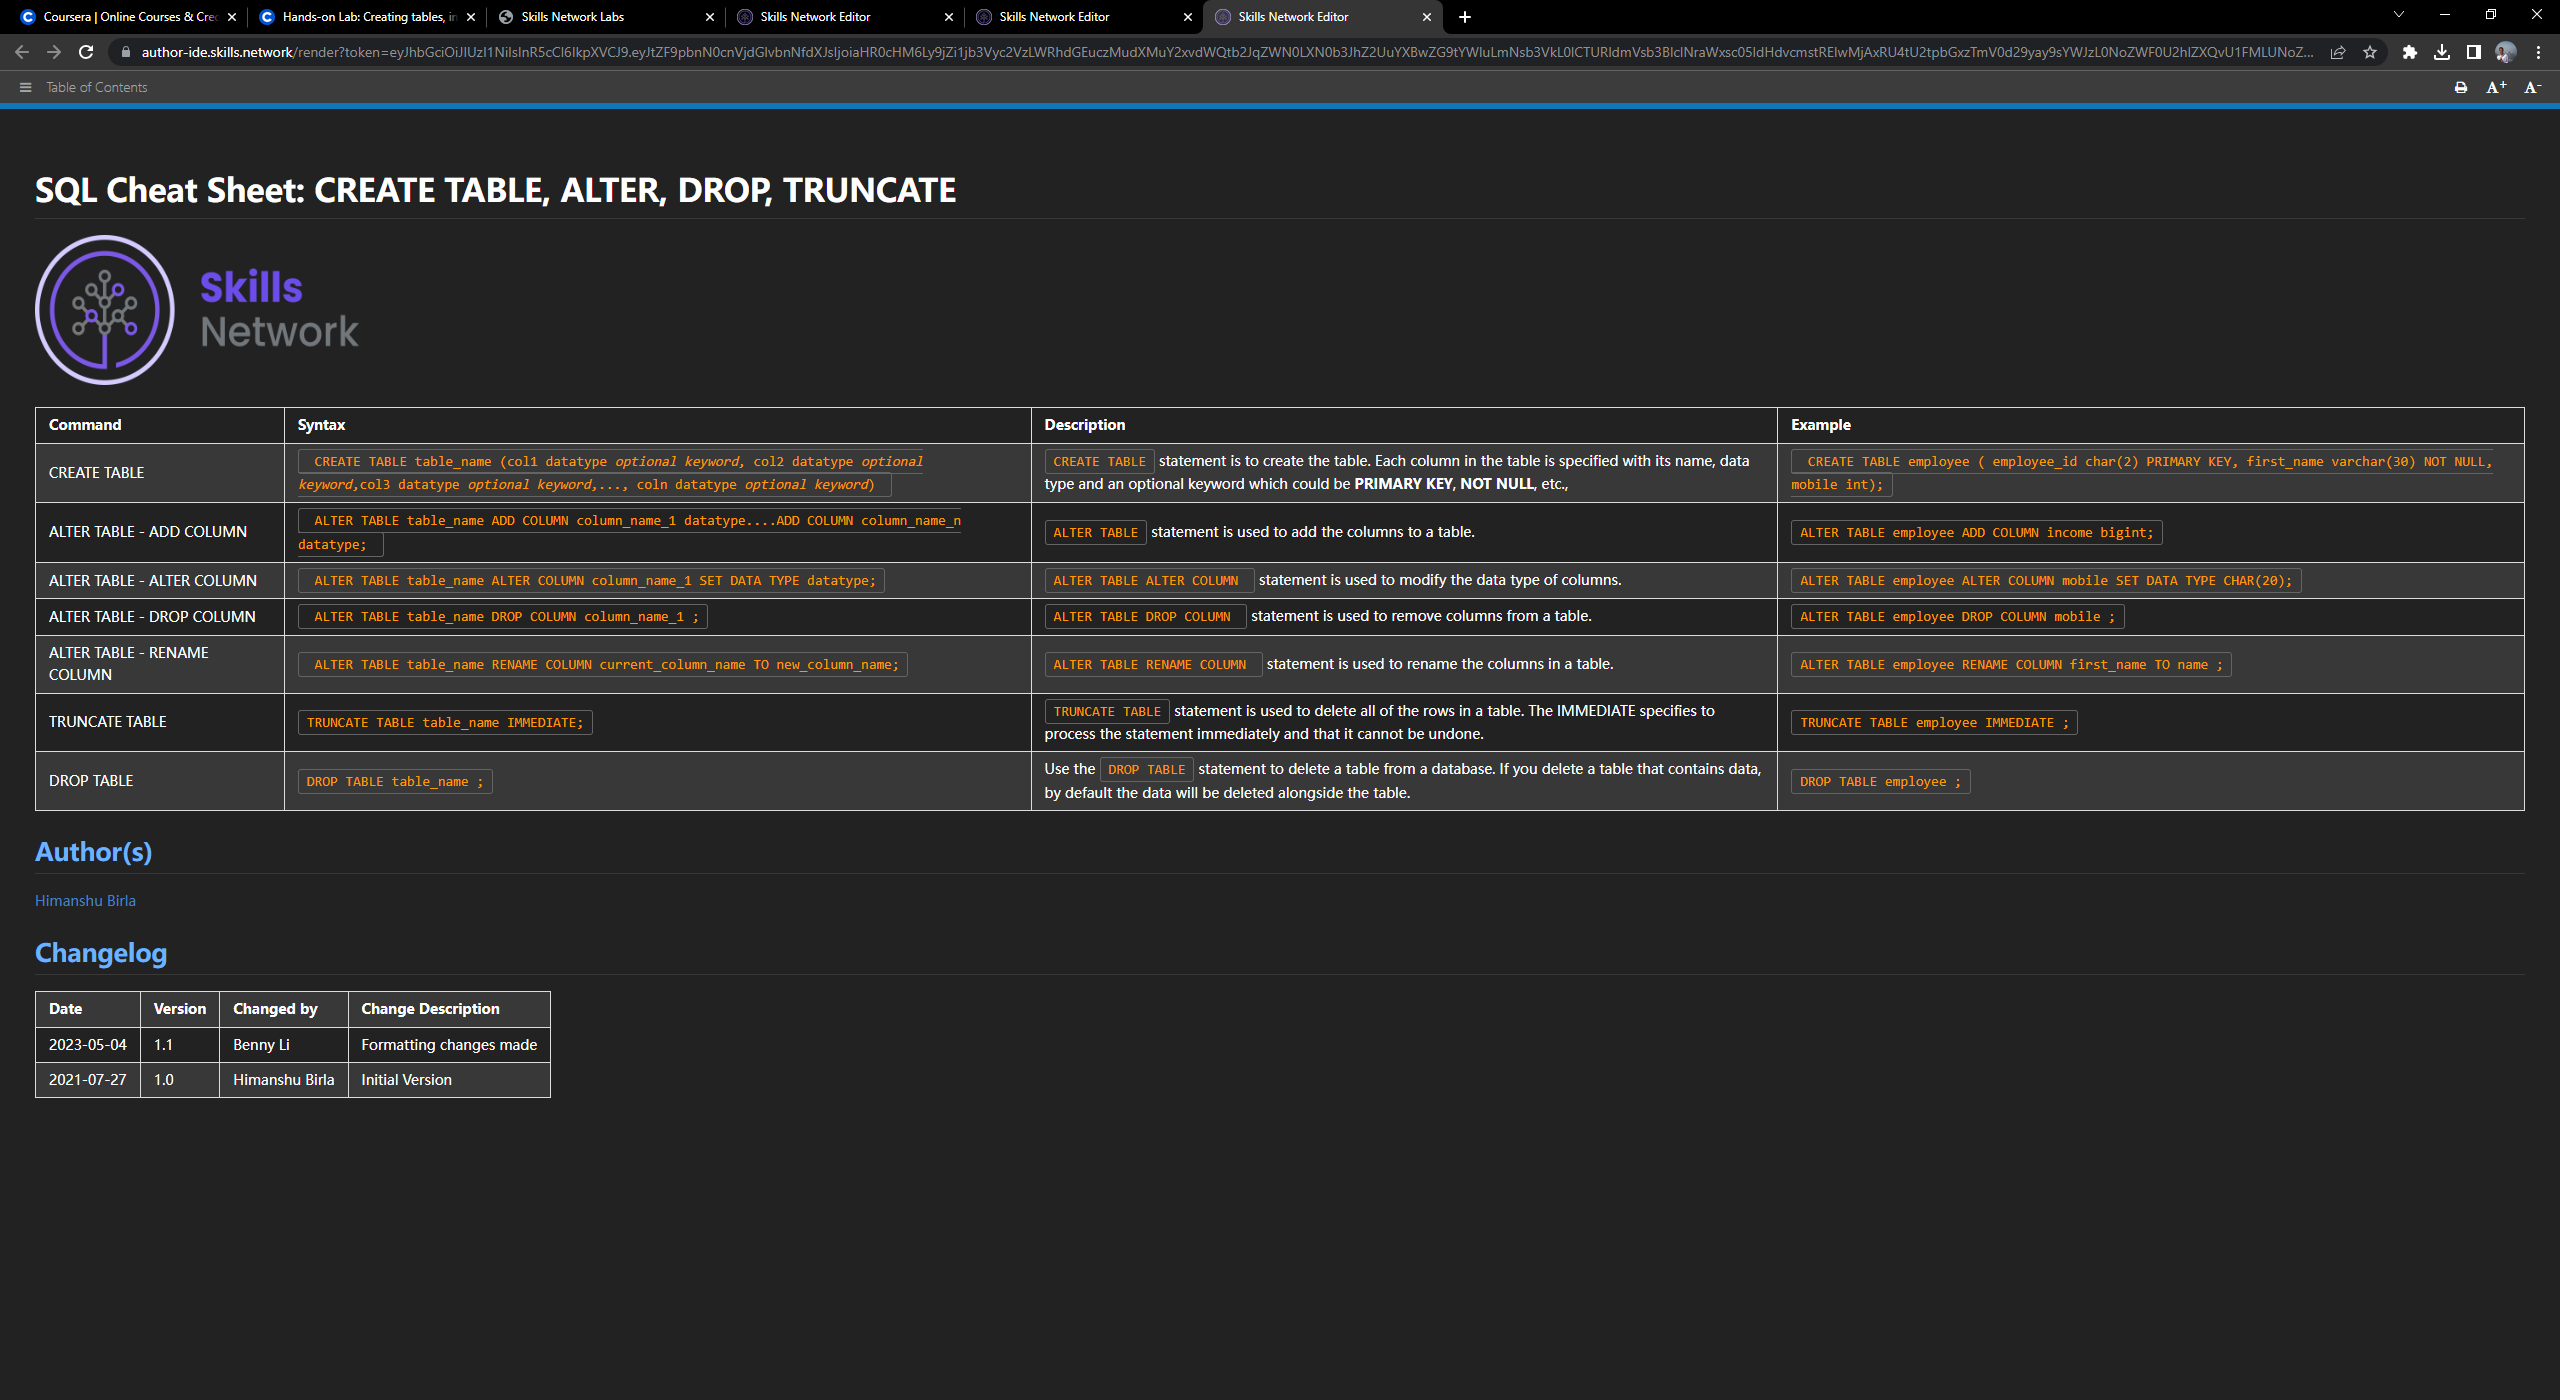 Coursera | Online Courses & Cre
Hands-on Lab: Creating tables, in
Skills Network Labs
Skills Network Editor
Skills Network Editor
Skills Network Editor
Table of Contents
A+
A-
SQL Cheat Sheet: CREATE TABLE, ALTER, DROP, TRUNCATE
Skills
Network
Command Syntax Description Example
CREATE TABLE
CREATE TABLE table_name (col1 datatype optional keyword, col2 datatype optional
keyword,col3 datatype optional keyword,..., coln datatype optional keyword)
CREATE TABLE statement is to create the table. Each column in the table is specified with its name, data
type and an optional keyword which could be PRIMARY KEY, NOT NULL, etc.,
CREATE TABLE employee ( employee_id char(2) PRIMARY KEY, first_name varchar(30) NOT NULL,
mobile int);
ALTER TABLE - ADD COLUMN
ALTER TABLE table_name ADD COLUMN column_name_1 datatype....ADD COLUMN column_name_n
datatype;
ALTER TABLE statement is used to add the columns to a table.
ALTER TABLE employee ADD COLUMN income bigint;
ALTER TABLE - ALTER COLUMN
ALTER TABLE table_name ALTER COLUMN column_name_1 SET DATA TYPE datatype;
ALTER TABLE ALTER COLUMN statement is used to modify the data type of columns.
ALTER TABLE employee ALTER COLUMN mobile SET DATA TYPE CHAR(20);
ALTER TABLE - DROP COLUMN
ALTER TABLE table_name DROP COLUMN column_name_1 ;
ALTER TABLE DROP COLUMN statement is used to remove columns from a table.
ALTER TABLE employee DROP COLUMN mobile ;
ALTER TABLE - RENAME
COLUMN
ALTER TABLE table_name RENAME COLUMN current_column_name TO new_column_name;
ALTER TABLE RENAME COLUMN statement is used to rename the columns in a table.
ALTER TABLE employee RENAME COLUMN first_name TO name ;
TRUNCATE TABLE
TRUNCATE TABLE table_name IMMEDIATE;
TRUNCATE TABLE statement is used to delete all of the rows in a table. The IMMEDIATE specifies to
process the statement immediately and that it cannot be undone.
TRUNCATE TABLE employee IMMEDIATE ;
DROP TABLE
DROP TABLE table_name ;
Use the DROP TABLE statement to delete a table from a database. If you delete a table that contains data,
by default the data will be deleted alongside the table.
DROP TABLE employee ;
Author(s)
Himanshu Birla
Changelog
Date Version Changed by Change Description
2023-05-04 1.1 Benny Li Formatting changes made
2021-07-27 1.0 Himanshu Birla Initial Version